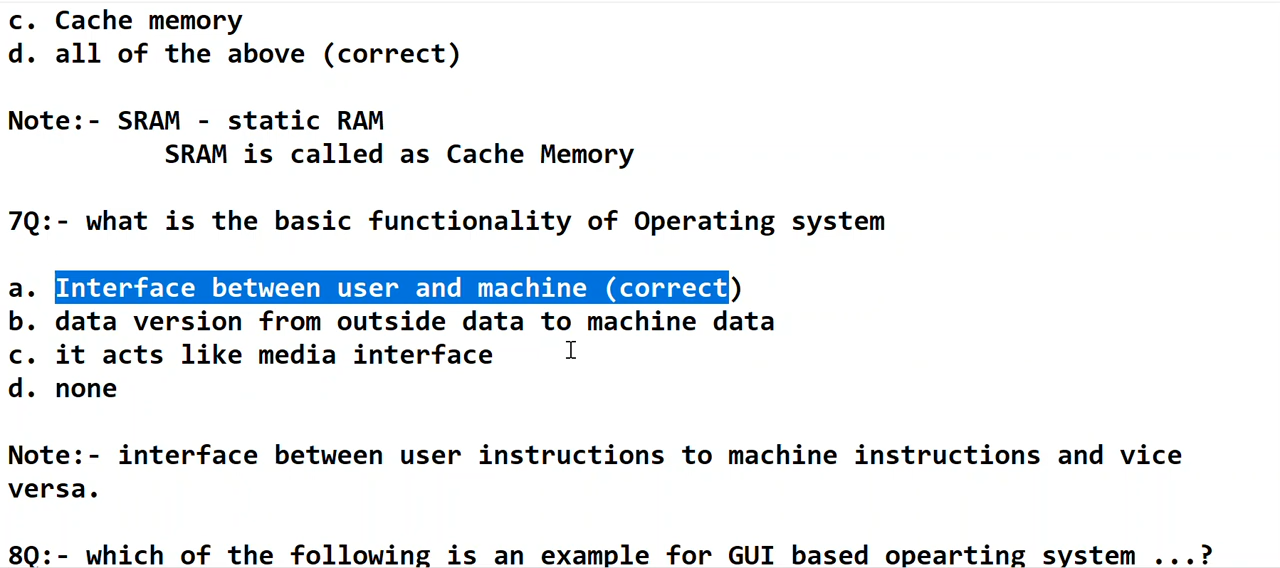 c. Cache memory
d. all of the above (correct)
Note:- SRAM - static RAM
SRAM is called as Cache Memory
7Q:- what is the basic functionality of Operating system
a. Interface between user and machine (correct)
b. data version from outside data to machine data
c. it acts like media interface
d. none
Note:- interface between user instructions to machine instructions and vice
versa.
8Q:- which of the following is an example for GUI based opearting system ...?